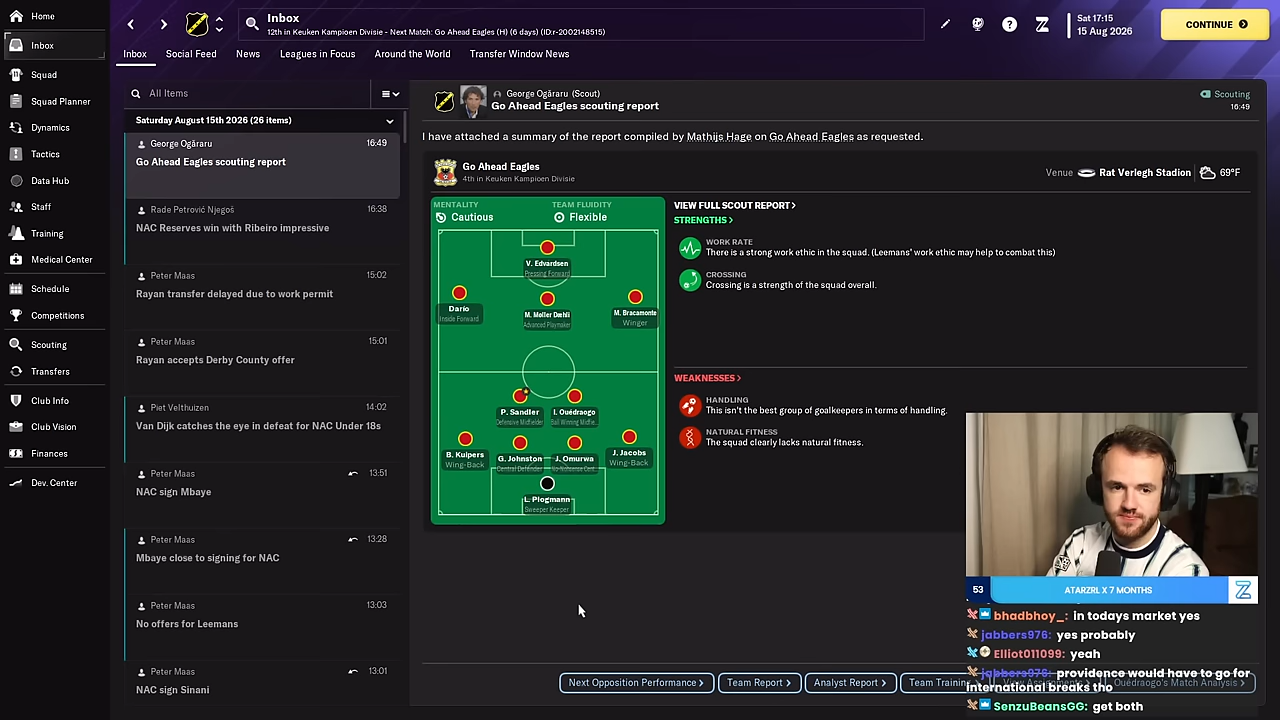 Home
Inbox
Squad
Squad Planner
Dynamics
Tactics
Data Hub
Staff
Training
Medical Center
Schedule
Competitions
Scouting
Transfers
Club Info
Club Vision
Finances
Dev. Center
Inbox
12th in Keuken Kampioen Divisie - Next Match: Go Ahead Eagles (H) (6 days) (ID:r-2002148515)
Sat 17:15
15 Aug 2026
CONTINUE
Inbox Social Feed News Leagues in Focus Around the World Transfer Window News
All Items
Saturday August 15th 2026 (26 items)
George Ogăraru 16:49
Go Ahead Eagles scouting report
Rade Petrović Njegoš 16:38
NAC Reserves win with Ribeiro impressive
Peter Maas 15:02
Rayan transfer delayed due to work permit
Peter Maas 15:01
Rayan accepts Derby County offer
Piet Velthuizen 14:02
Van Dijk catches the eye in defeat for NAC Under 18s
Peter Maas 13:51
NAC sign Mbaye
Peter Maas 13:28
Mbaye close to signing for NAC
Peter Maas 13:03
No offers for Leemans
Peter Maas 13:01
NAC sign Sinani
George Ogăraru (Scout)
Go Ahead Eagles scouting report
Scouting
16:49
I have attached a summary of the report compiled by Mathijs Hage on Go Ahead Eagles as requested.
Go Ahead Eagles
4th in Keuken Kampioen Divisie
Venue Rat Verlegh Stadion 69°F
MENTALITY
Cautious
TEAM FLUIDITY
Flexible
V. Edvardsen
Pressing Forward
Darío
Inside Forward
M. Møller Dæhli
Advanced Playmaker
M. Bracamonte
Winger
P. Sandler
Defensive Midfielder
I. Ouédraogo
Ball Winning Midfie...
B. Kuipers
Wing-Back
G. Johnston
Central Defender
J. Omurwa
No-Nonsense Cent...
J. Jacobs
Wing-Back
L. Plogmann
Sweeper Keeper
VIEW FULL SCOUT REPORT >
STRENGTHS >
WORK RATE
There is a strong work ethic in the squad. (Leemans' work ethic may help to combat this)
CROSSING
Crossing is a strength of the squad overall.
WEAKNESSES >
HANDLING
This isn't the best group of goalkeepers in terms of handling.
NATURAL FITNESS
The squad clearly lacks natural fitness.
Next Opposition Performance >
Team Report >
Analyst Report >
Team Training
Ouédraogo's Match Analysis >
53
ATARZRL X 7 MONTHS
bhadbhoy_: in todays market yes
jabbers976: yes probably
Elliot011099: yeah
jabbers976: providence would have to go for
international breaks tho
SenzuBeansGG: get both